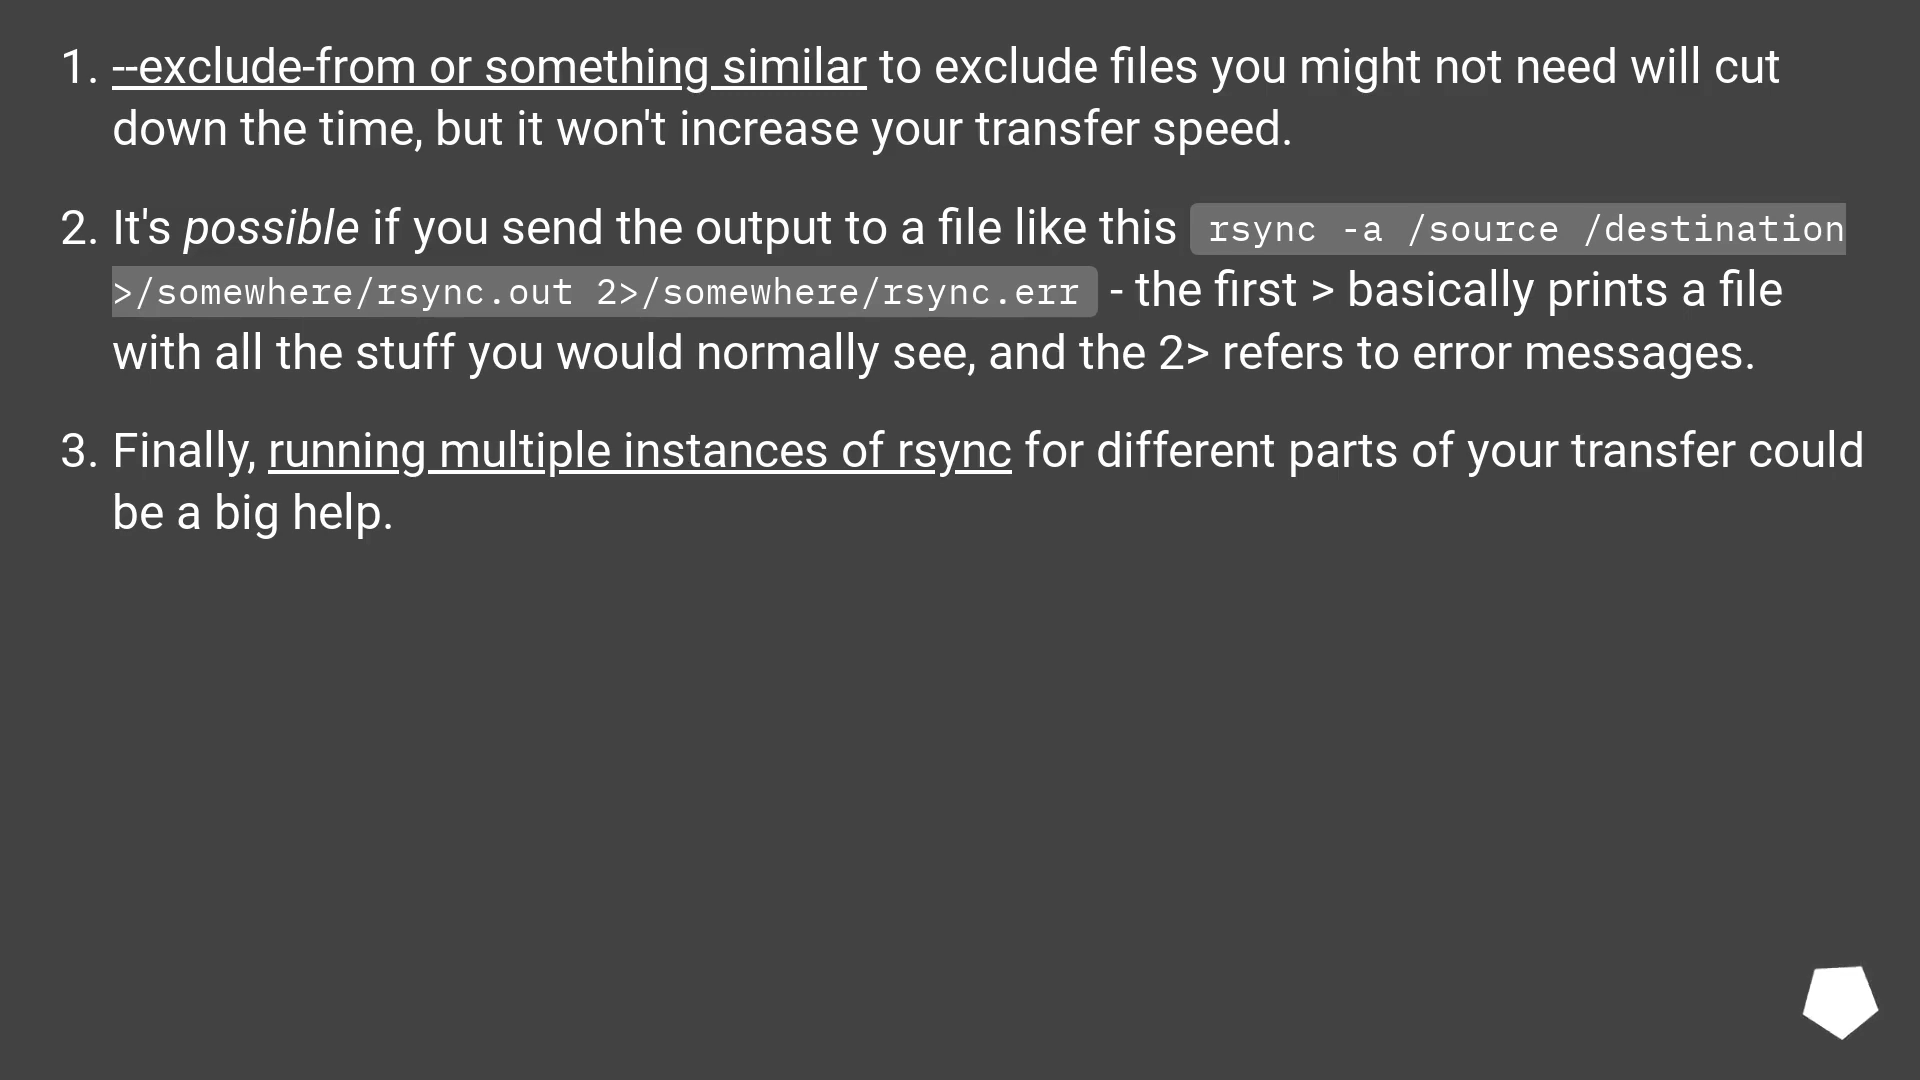 1. --exclude-from or something similar to exclude files you might not need will cut
down the time, but it won't increase your transfer speed.
2. It's possible if you send the output to a file like this rsync -a /source /destination
>/somewhere/rsync.out 2>/somewhere/rsync.err - the first > basically prints a file
with all the stuff you would normally see, and the 2> refers to error messages.
3. Finally, running multiple instances of rsync for different parts of your transfer could
be a big help.